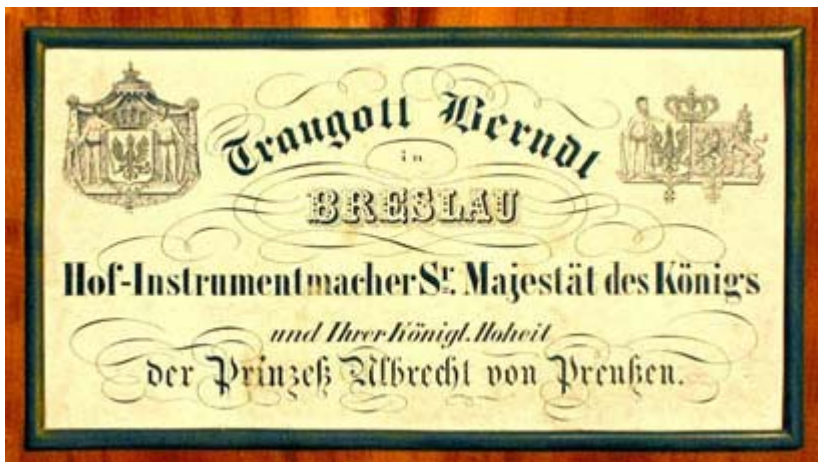 Traugott Berndt
in
BRESLAU
Hof-Instrumentmacher Sr. Majestät des Königs
und Ihrer Königl. Hoheit
der Prinzeß Albrecht von Preußen.